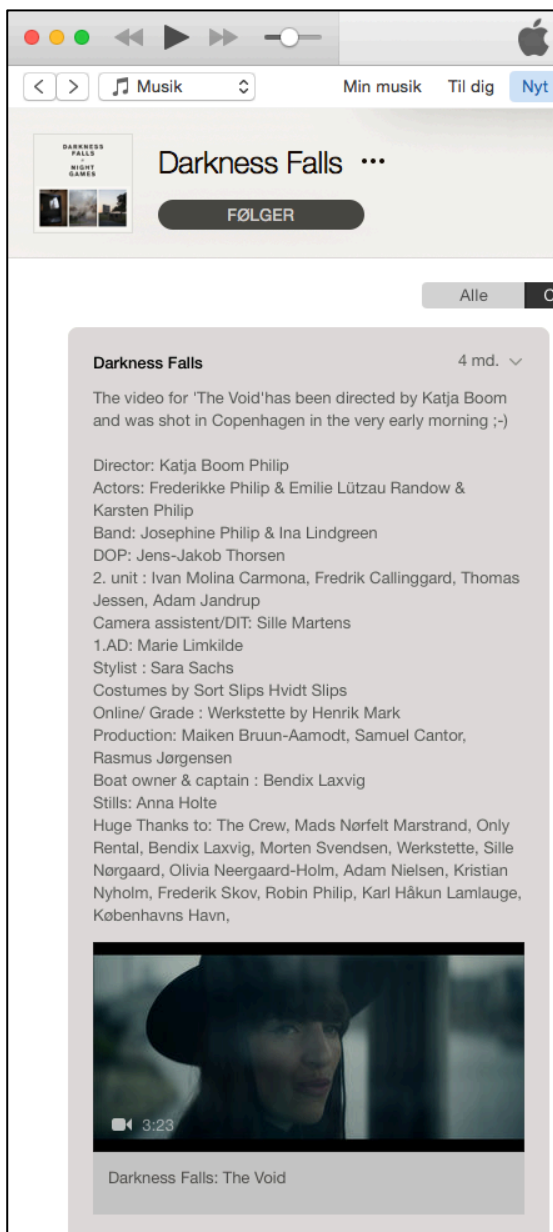 Musik
Min musik Til dig Nyt
DARKNESS
FALLS
NIGHT
GAMES
Darkness Falls •••
FØLGER
Alle
Darkness Falls 4 md.
The video for 'The Void'has been directed by Katja Boom
and was shot in Copenhagen in the very early morning ;-)
Director: Katja Boom Philip
Actors: Frederikke Philip & Emilie Lützau Randow &
Karsten Philip
Band: Josephine Philip & Ina Lindgreen
DOP: Jens-Jakob Thorsen
2. unit : Ivan Molina Carmona, Fredrik Callinggard, Thomas
Jessen, Adam Jandrup
Camera assistent/DIT: Sille Martens
1.AD: Marie Limkilde
Stylist : Sara Sachs
Costumes by Sort Slips Hvidt Slips
Online/ Grade : Werkstette by Henrik Mark
Production: Maiken Bruun-Aamodt, Samuel Cantor,
Rasmus Jørgensen
Boat owner & captain : Bendix Laxvig
Stills: Anna Holte
Huge Thanks to: The Crew, Mads Nørfelt Marstrand, Only
Rental, Bendix Laxvig, Morten Svendsen, Werkstette, Sille
Nørgaard, Olivia Neergaard-Holm, Adam Nielsen, Kristian
Nyholm, Frederik Skov, Robin Philip, Karl Håkun Lamlauge,
Københavns Havn,
3:23
Darkness Falls: The Void